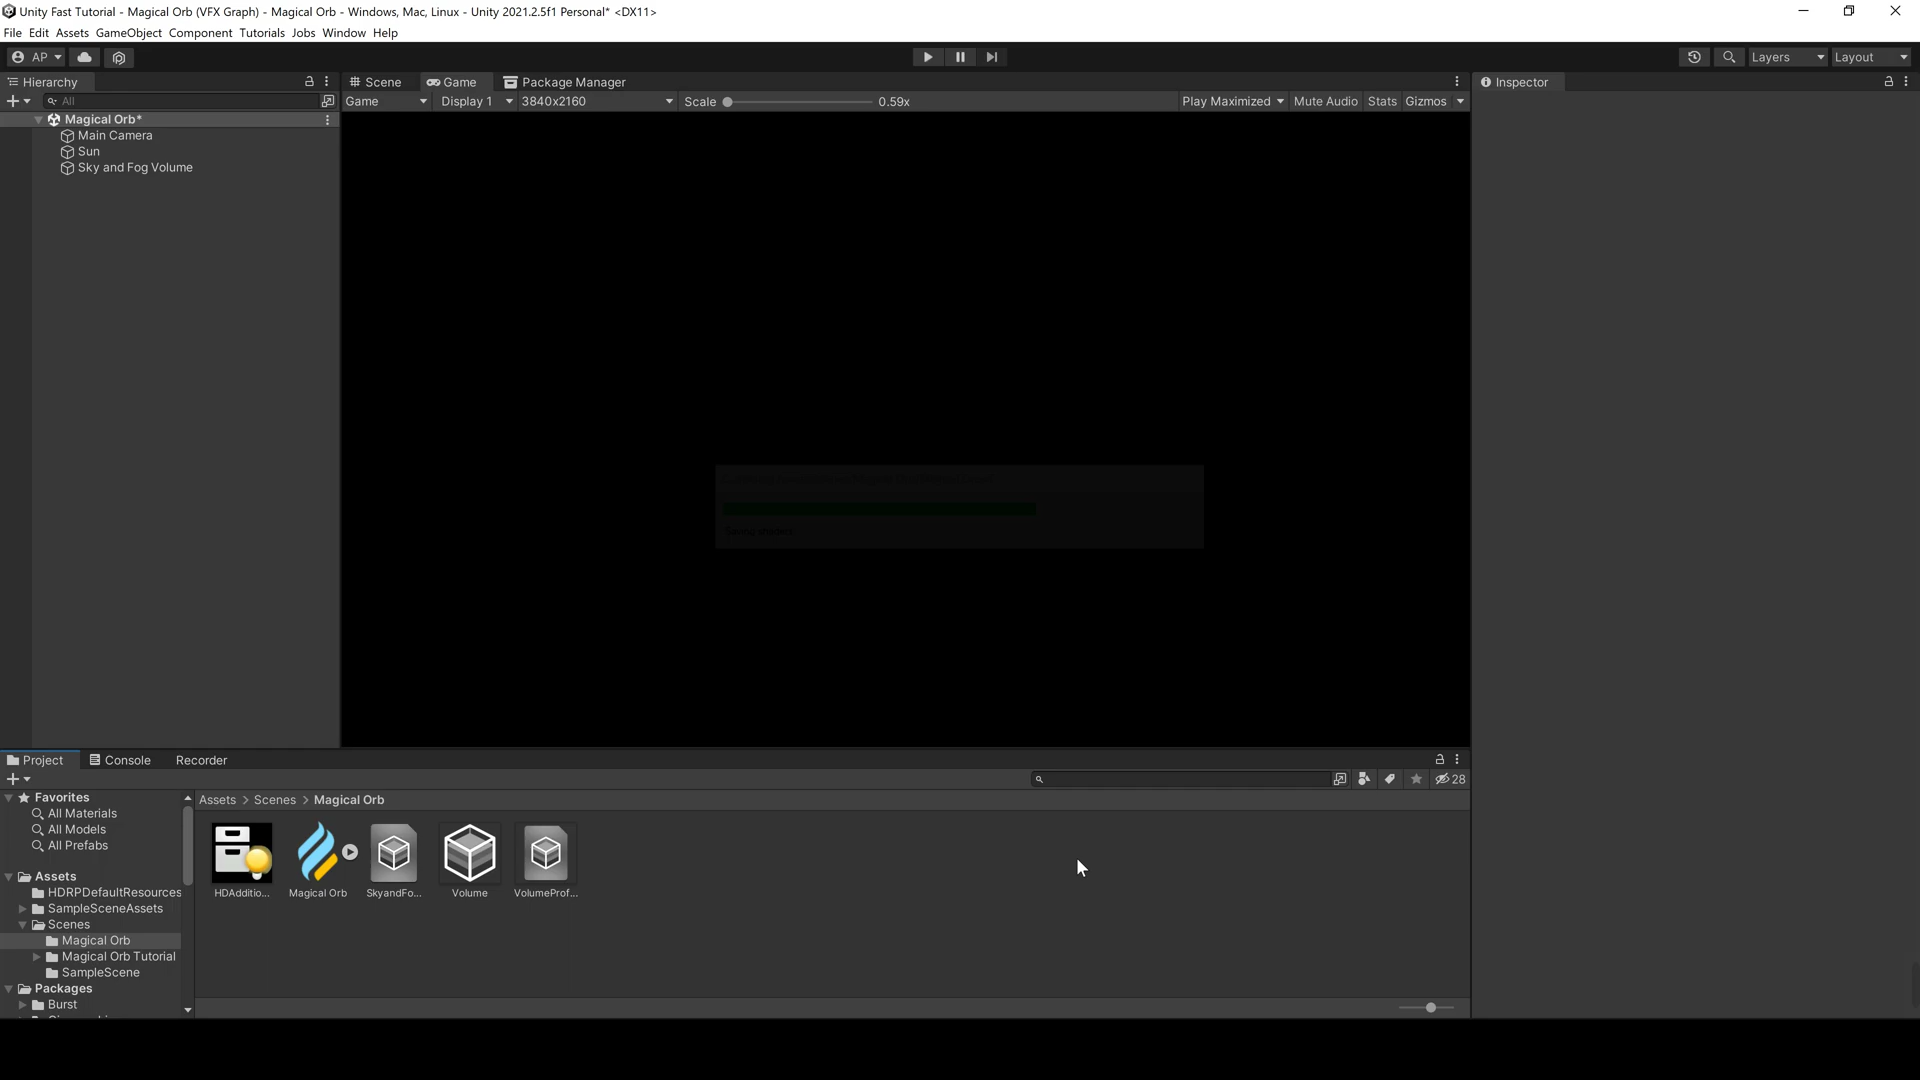 Unity Fast Tutorial - Magical Orb (VFX Graph) - Magical Orb - Windows, Mac, Linux - Unity 2021.2.5f1 Personal* <DX11>
File Edit Assets GameObject Component Tutorials Jobs Window Help
AP Layers Layout
Hierarchy Scene Game Package Manager Inspector
All Game Display 1 3840x2160 Scale 0.59x Play Maximized Mute Audio Stats Gizmos
Magical Orb*
Main Camera
Sun
Sky and Fog Volume
Project Console Recorder
28
Favorites
All Materials
All Models
All Prefabs
Assets
HDRPDefaultResources
SampleSceneAssets
Scenes
Magical Orb
Magical Orb Tutorial
SampleScene
Packages
Burst
Assets > Scenes > Magical Orb
HDAdditio... Magical Orb SkyandFo... Volume VolumeProf...